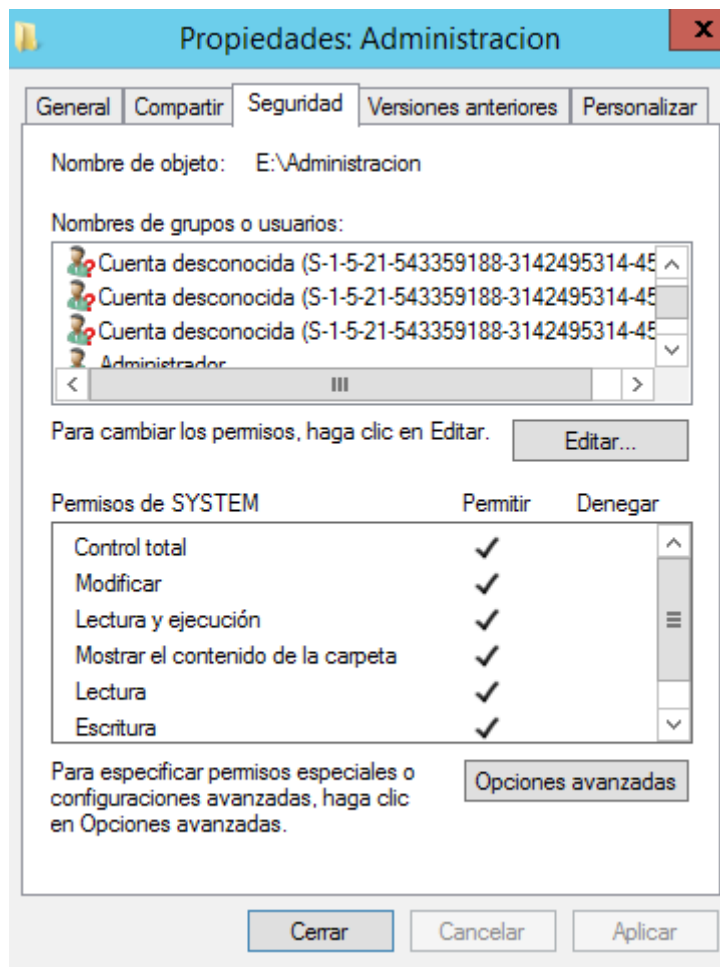 Propiedades: Administracion
x
General Compartir Seguridad Versiones anteriores Personalizar
Nombre de objeto: E:\Administracion
Nombres de grupos o usuarios:
Cuenta desconocida (S-1-5-21-543359188-3142495314-45
Cuenta desconocida (S-1-5-21-543359188-3142495314-45
Cuenta desconocida (S-1-5-21-543359188-3142495314-45
Administrador
Para cambiar los permisos, haga clic en Editar. Editar...
Permisos de SYSTEM Permitir Denegar
Control total
Modificar
Lectura y ejecución
Mostrar el contenido de la carpeta
Lectura
Escritura
Para especificar permisos especiales o
configuraciones avanzadas, haga clic
en Opciones avanzadas.
Opciones avanzadas
Cerrar Cancelar Aplicar